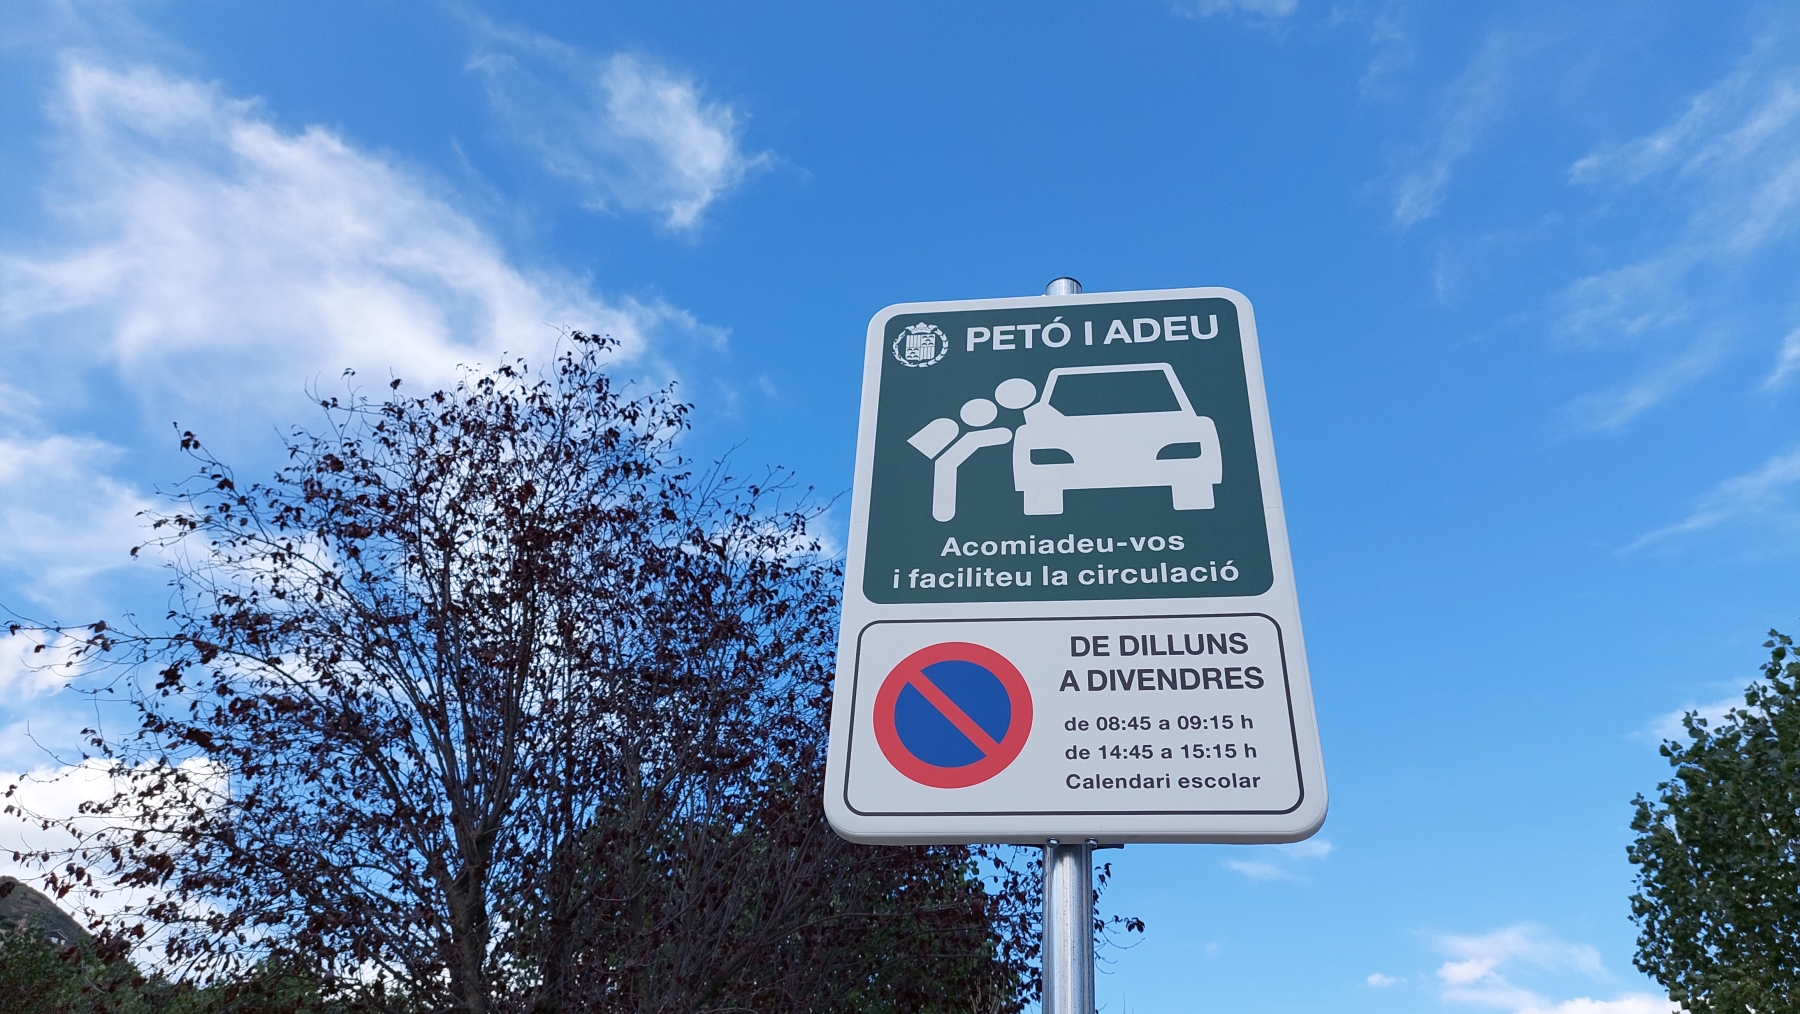 PETÓ I ADEU
Acomiadeu-vos
i faciliteu la circulació
DE DILLUNS
A DIVENDRES
de 08:45 a 09:15 h
de 14:45 a 15:15 h
Calendari escolar